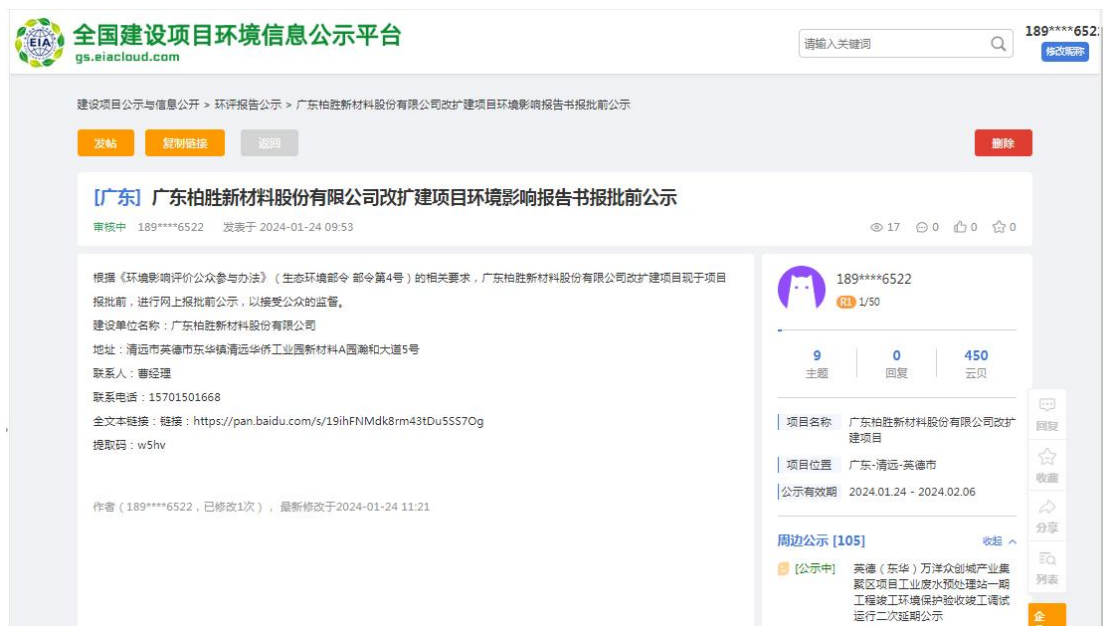 EIA
全国建设项目环境信息公示平台
gs.eiacloud.com
请输入关键词
189****652
修改昵称
建设项目公示与信息公开 > 环评报告公示 > 广东柏胜新材料股份有限公司改扩建项目环境影响报告书报批前公示
发帖
复制链接
返回
删除
[广东] 广东柏胜新材料股份有限公司改扩建项目环境影响报告书报批前公示
审核中 189****6522 发表于 2024-01-24 09:53
17 0 0 0
根据《环境影响评价公众参与办法》（生态环境部令 部令第4号）的相关要求，广东柏胜新材料股份有限公司改扩建项目现于项目
报批前，进行网上报批前公示，以接受公众的监督。
建设单位名称：广东柏胜新材料股份有限公司
地址：清远市英德市东华镇清远华侨工业园新材料A园瀚和大道5号
联系人：曹经理
联系电话：15701501668
全文本链接：链接：https://pan.baidu.com/s/19ihFNMdk8rm43tDu5SS7Og
提取码：w5hv
作者（189****6522，已修改1次），最新修改于2024-01-24 11:21
189****6522
R1 1/50
9
主题
0
回复
450
云贝
项目名称 广东柏胜新材料股份有限公司改扩
建项目
项目位置 广东-清远-英德市
公示有效期 2024.01.24 - 2024.02.06
周边公示 [105]
收起
[公示中] 英德（东华）万洋众创城产业集
聚区项目工业废水预处理站一期
工程竣工环境保护验收竣工调试
运行二次延期公示
回复
收藏
分享
列表
企